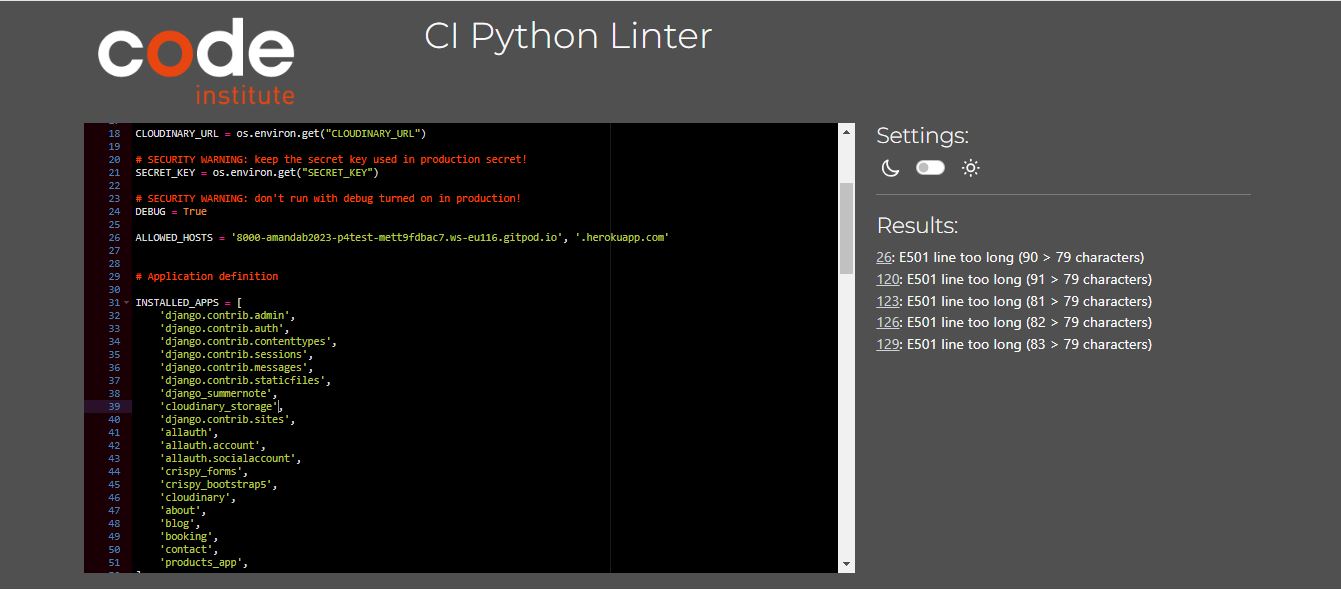 code
institute
CI Python Linter
18 CLOUDINARY_URL = os.environ.get("CLOUDINARY_URL")
19
20 # SECURITY WARNING: keep the secret key used in production secret!
21 SECRET_KEY = os.environ.get("SECRET_KEY")
22
23 # SECURITY WARNING: don't run with debug turned on in production!
24 DEBUG = True
25
26 ALLOWED_HOSTS = '8000-amandab2023-p4test-mett9fdbac7.ws-eu116.gitpod.io', '.herokuapp.com'
27
28
29 # Application definition
30
31 INSTALLED_APPS = [
32 'django.contrib.admin',
33 'django.contrib.auth',
34 'django.contrib.contenttypes',
35 'django.contrib.sessions',
36 'django.contrib.messages',
37 'django.contrib.staticfiles',
38 'django_summernote',
39 'cloudinary_storage',
40 'django.contrib.sites',
41 'allauth',
42 'allauth.account',
43 'allauth.socialaccount',
44 'crispy_forms',
45 'crispy_bootstrap5',
46 'cloudinary',
47 'about',
48 'blog',
49 'booking',
50 'contact',
51 'products_app',
Settings:
Results:
26: E501 line too long (90 > 79 characters)
120: E501 line too long (91 > 79 characters)
123: E501 line too long (81 > 79 characters)
126: E501 line too long (82 > 79 characters)
129: E501 line too long (83 > 79 characters)